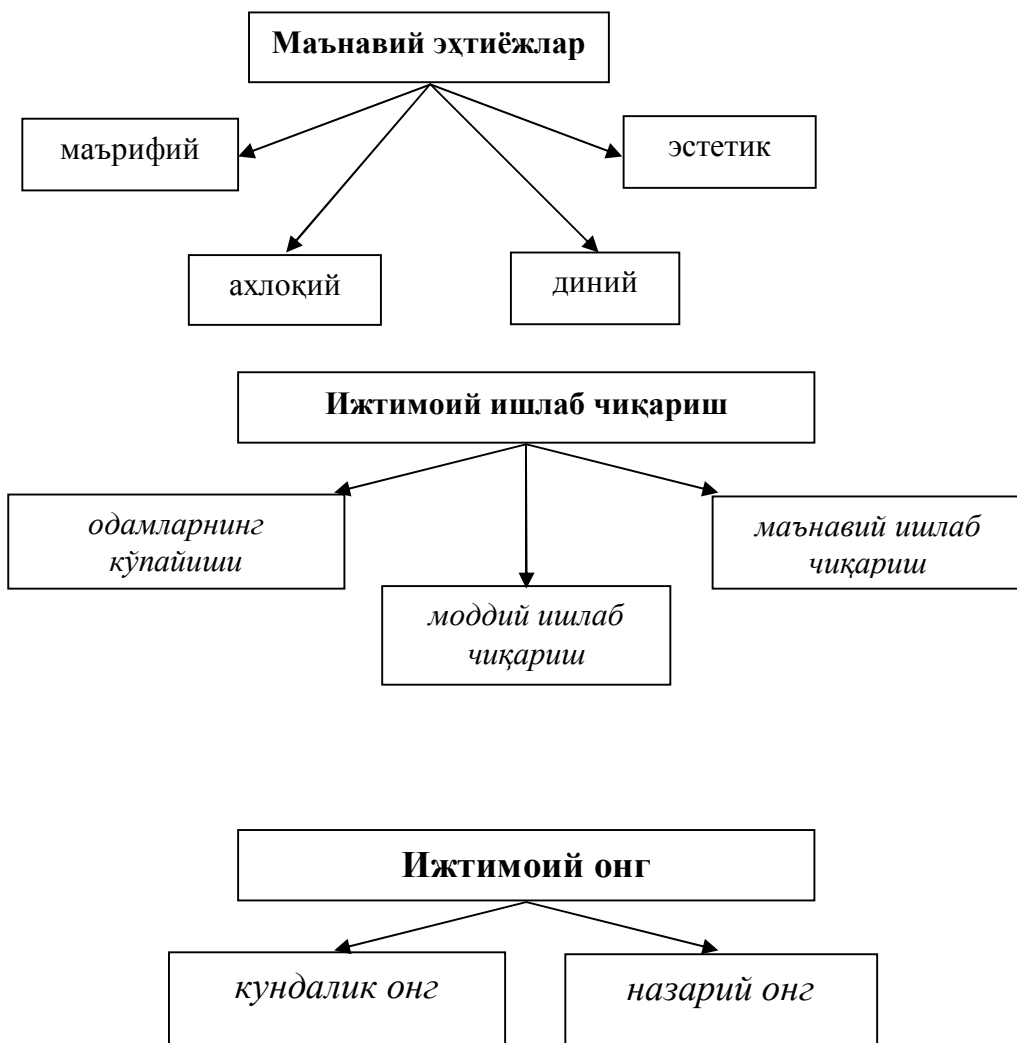 Маънавий эҳтиёжлар
маърифий
эстетик
ахлоқий
диний
Ижтимоий ишлаб чиқариш
одамларнинг
кўпайиши
маънавий ишлаб
чиқариш
моддий ишлаб
чиқариш
Ижтимоий онг
кундалик онг
назарий онг